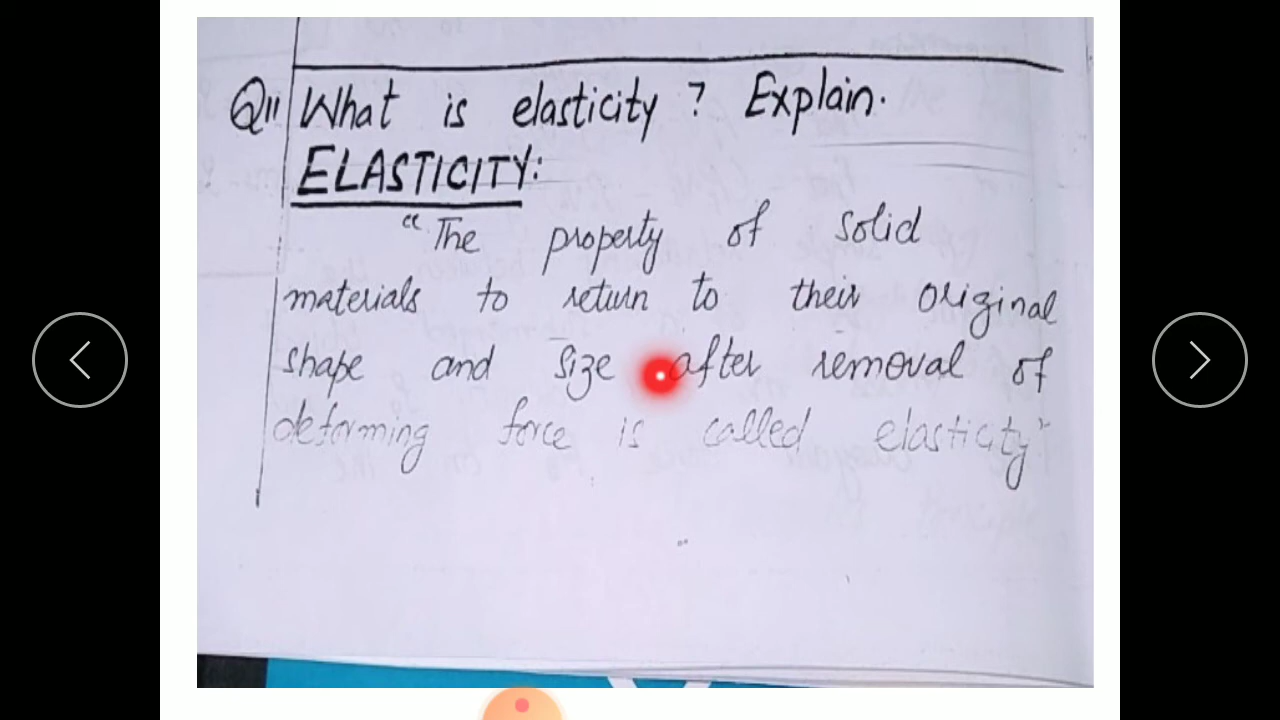 Q11 What is elasticity? Explain.
ELASTICITY:
"The property of solid
materials to return to their original
shape and size after removal of
deforming force is called elasticity"